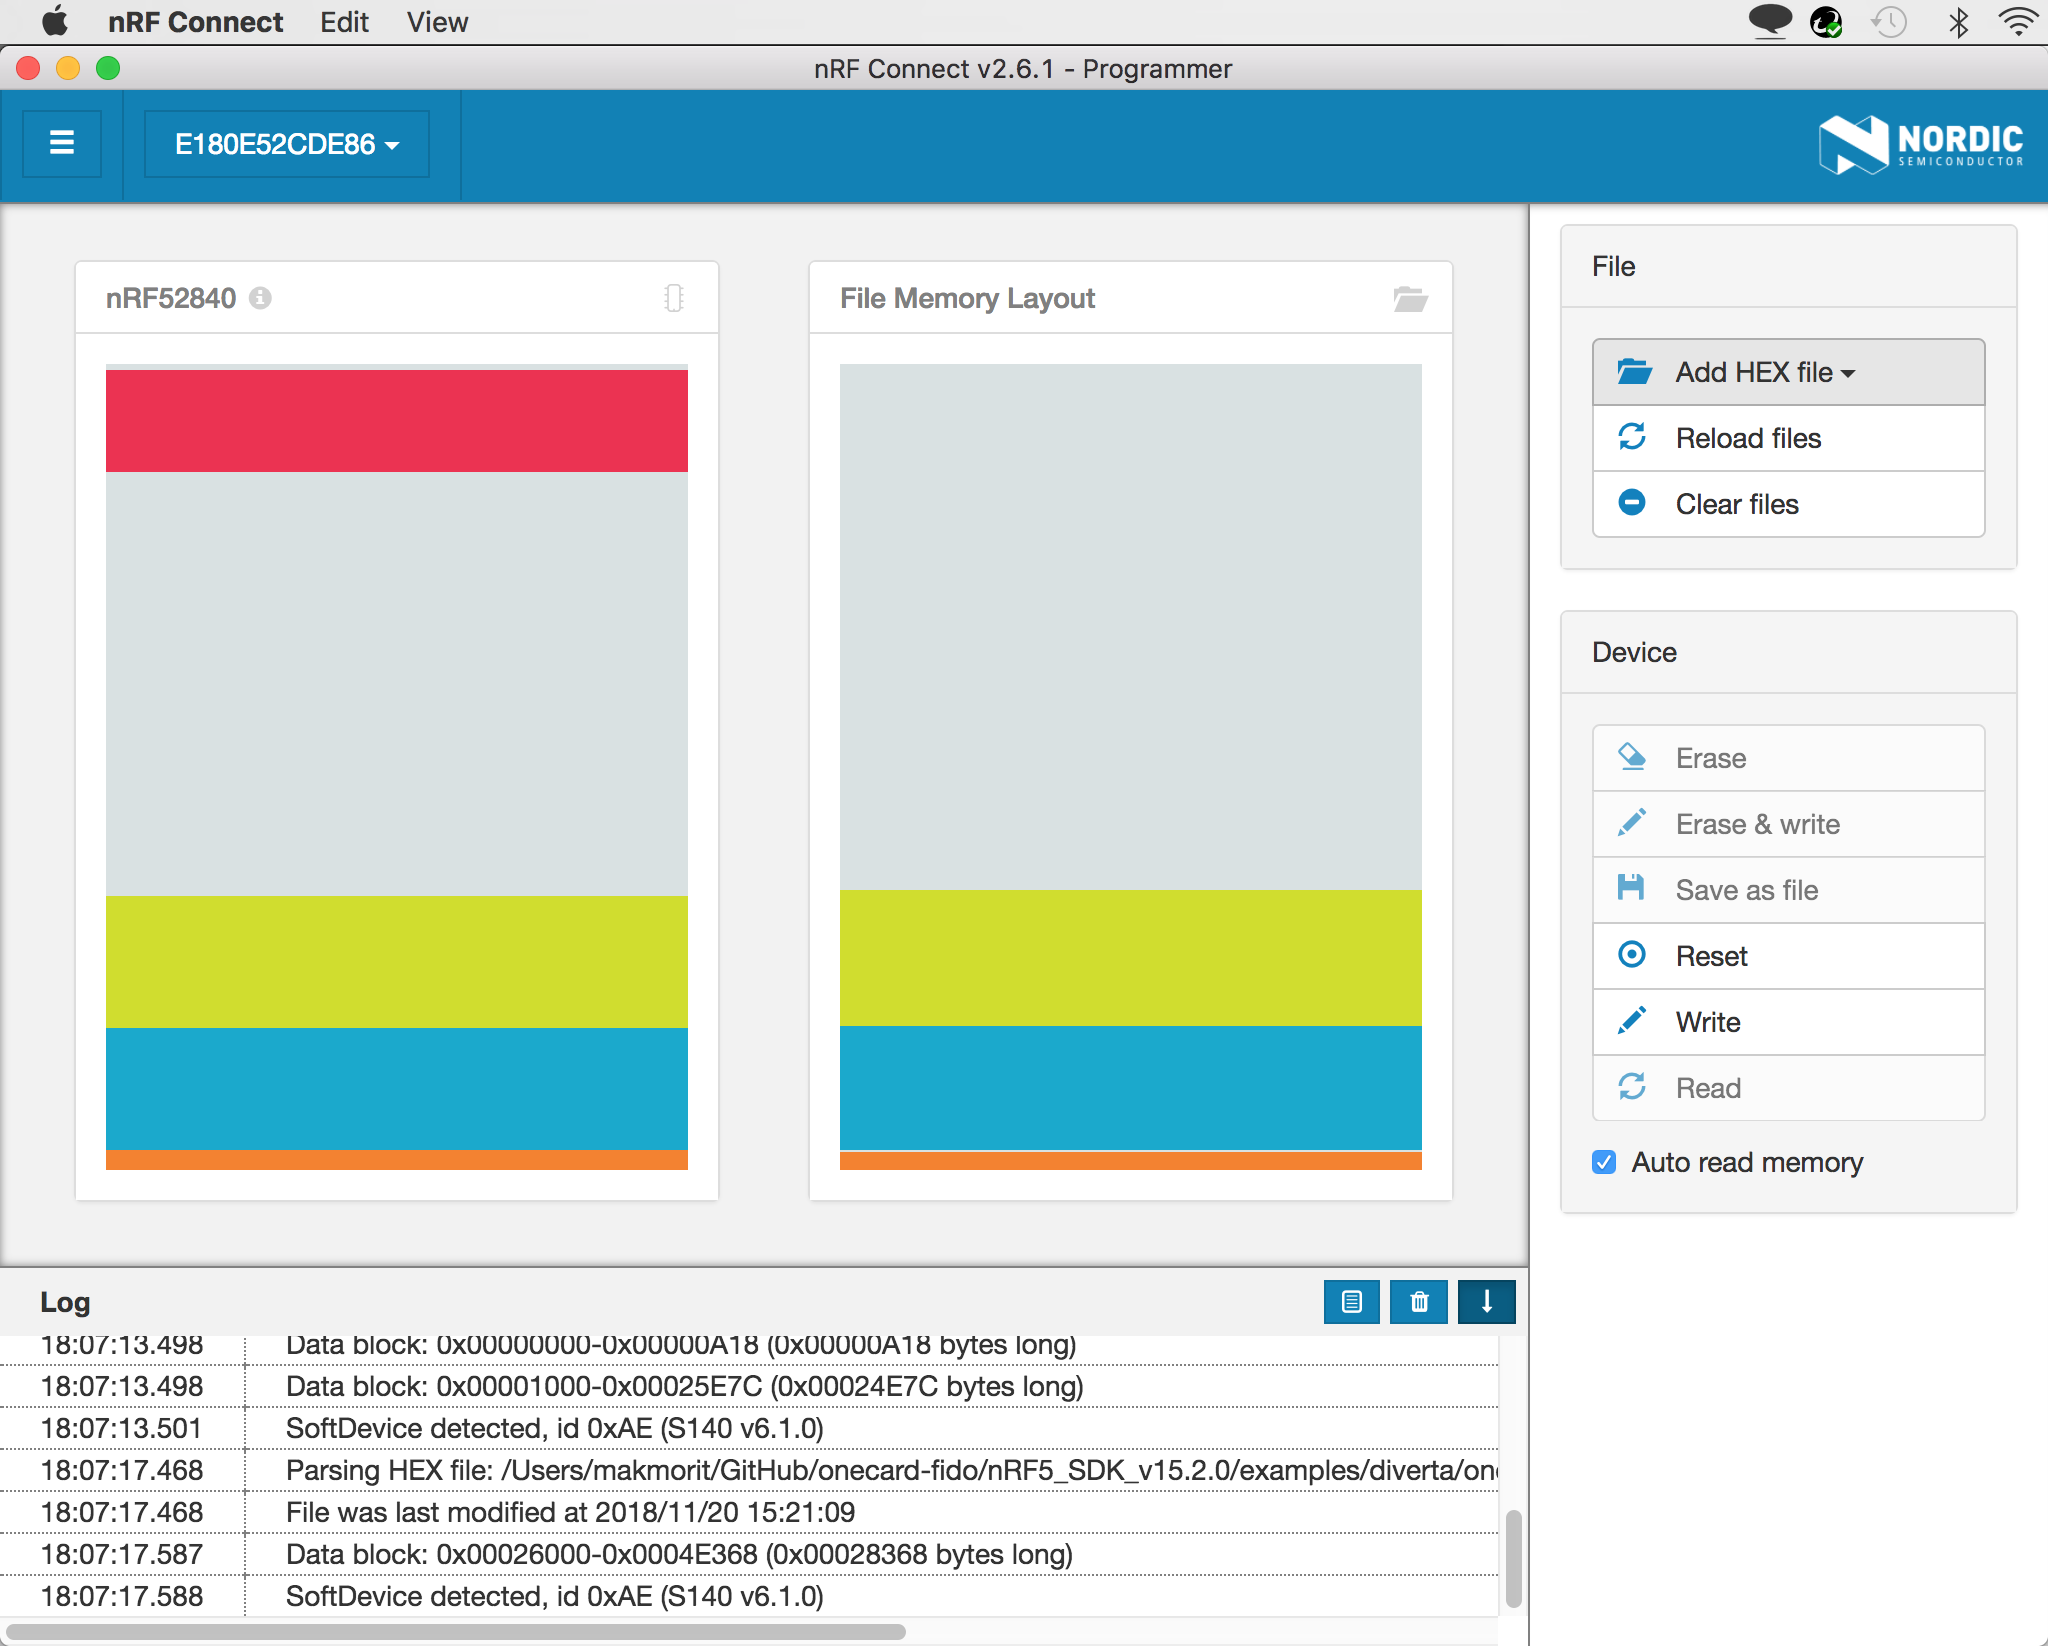 nRF Connect Edit View
nRF Connect v2.6.1 - Programmer
E180E52CDE86
NORDIC
SEMICONDUCTOR
nRF52840
File Memory Layout
File
Add HEX file
Reload files
Clear files
Device
Erase
Erase & write
Save as file
Reset
Write
Read
Auto read memory
Log
18:07:13.498 Data block: 0x00000000-0x00000A18 (0x00000A18 bytes long)
18:07:13.498 Data block: 0x00001000-0x00025E7C (0x00024E7C bytes long)
18:07:13.501 SoftDevice detected, id 0xAE (S140 v6.1.0)
18:07:17.468 Parsing HEX file: /Users/makmorit/GitHub/onecard-fido/nRF5_SDK_v15.2.0/examples/diverta/on
18:07:17.468 File was last modified at 2018/11/20 15:21:09
18:07:17.587 Data block: 0x00026000-0x0004E368 (0x00028368 bytes long)
18:07:17.588 SoftDevice detected, id 0xAE (S140 v6.1.0)